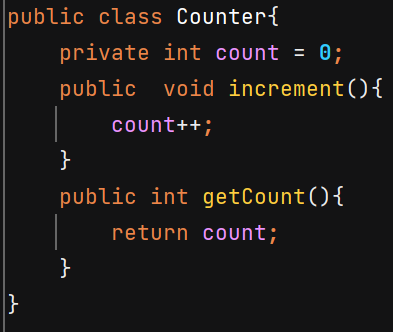 public class Counter{
    private int count = 0;
    public  void increment(){
        count++;
    }
    public int getCount(){
        return count;
    }
}